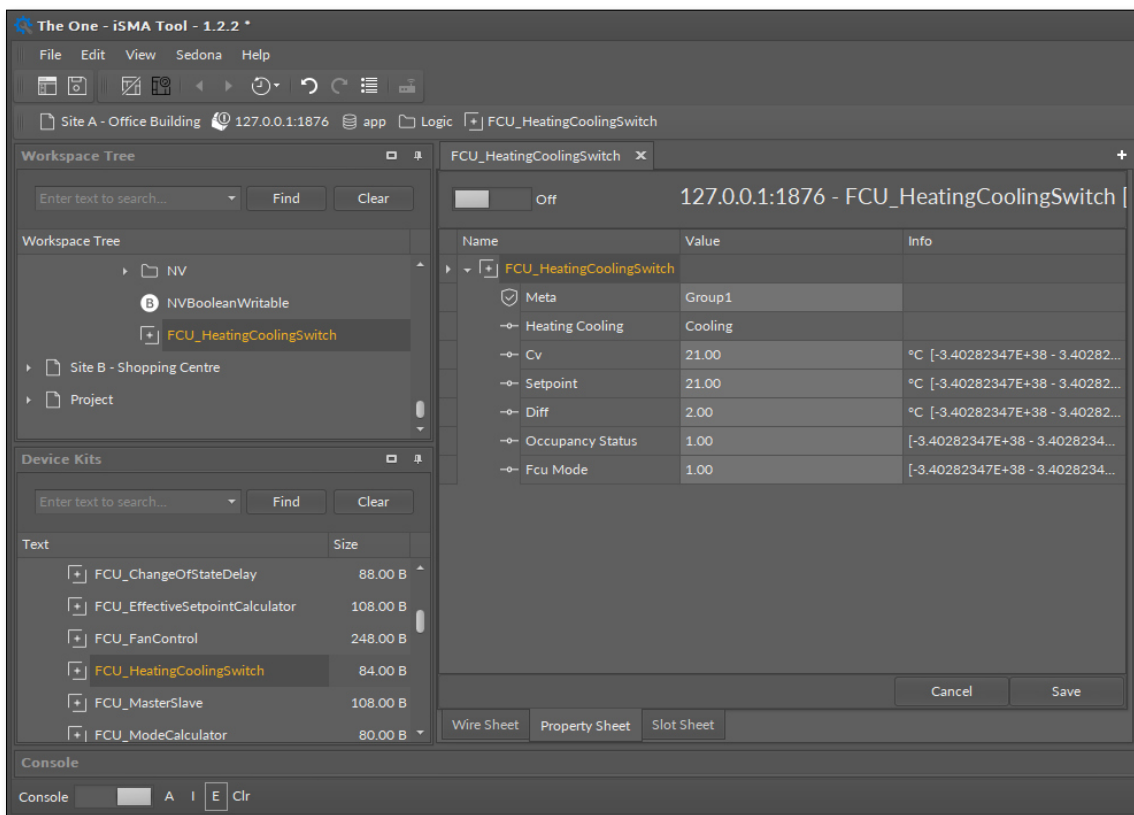 The One - iSMA Tool - 1.2.2 *
File Edit View Sedona Help
Site A - Office Building 127.0.0.1:1876 app Logic FCU_HeatingCoolingSwitch
Workspace Tree
Enter text to search... Find Clear
Workspace Tree
NV
B NVBooleanWritable
FCU_HeatingCoolingSwitch
Site B - Shopping Centre
Project
Device Kits
Enter text to search... Find Clear
Text Size
FCU_ChangeOfStateDelay 88.00 B
FCU_EffectiveSetpointCalculator 108.00 B
FCU_FanControl 248.00 B
FCU_HeatingCoolingSwitch 84.00 B
FCU_MasterSlave 108.00 B
FCU_ModeCalculator 80.00 B
FCU_HeatingCoolingSwitch
Off 127.0.0.1:1876 - FCU_HeatingCoolingSwitch [
Name Value Info
FCU_HeatingCoolingSwitch
Meta Group1
Heating Cooling Cooling
Cv 21.00 °C [-3.40282347E+38 - 3.40282...
Setpoint 21.00 °C [-3.40282347E+38 - 3.40282...
Diff 2.00 °C [-3.40282347E+38 - 3.40282...
Occupancy Status 1.00 [-3.40282347E+38 - 3.4028234...
Fcu Mode 1.00 [-3.40282347E+38 - 3.4028234...
Cancel Save
Wire Sheet Property Sheet Slot Sheet
Console
Console A I E Clr